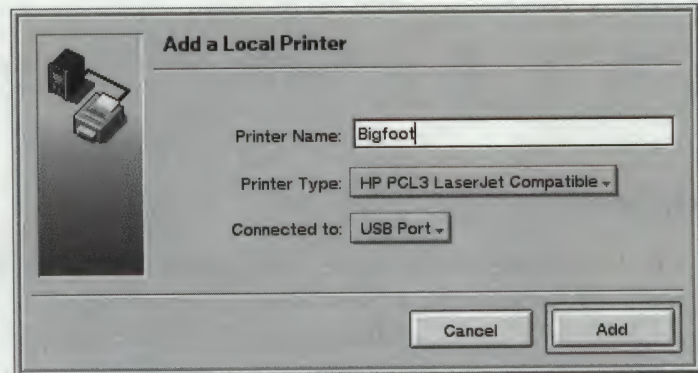 Add a Local Printer
Printer Name: Bigfoot
Printer Type: HP PCL3 LaserJet Compatible
Connected to: USB Port
Cancel Add